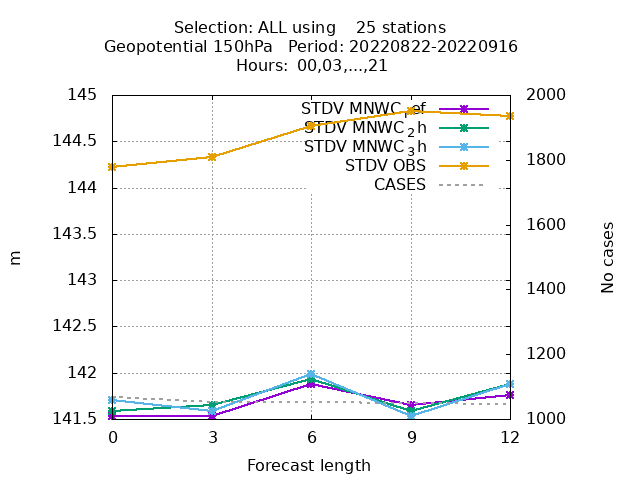 Selection: ALL using 25 stations
Geopotential 150hPa Period: 20220822-20220916
Hours: 00,03,...,21
145
144.5
144
143.5
143
142.5
142
141.5
2000
1800
1600
1400
1200
1000
m
No cases
STDV MNWC_ref
STDV MNWC_2h
STDV MNWC_3h
STDV OBS
CASES
0 3 6 9 12
Forecast length